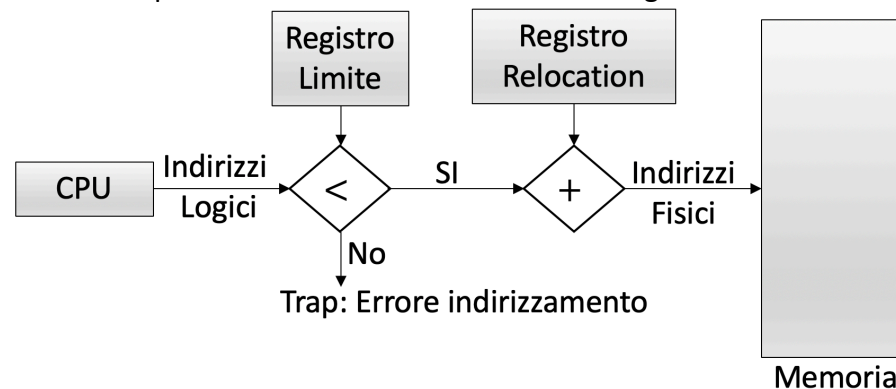 Registro
Limite
Registro
Relocation
CPU
Indirizzi
Logici
<
SI
+
Indirizzi
Fisici
No
Trap: Errore indirizzamento
Memoria